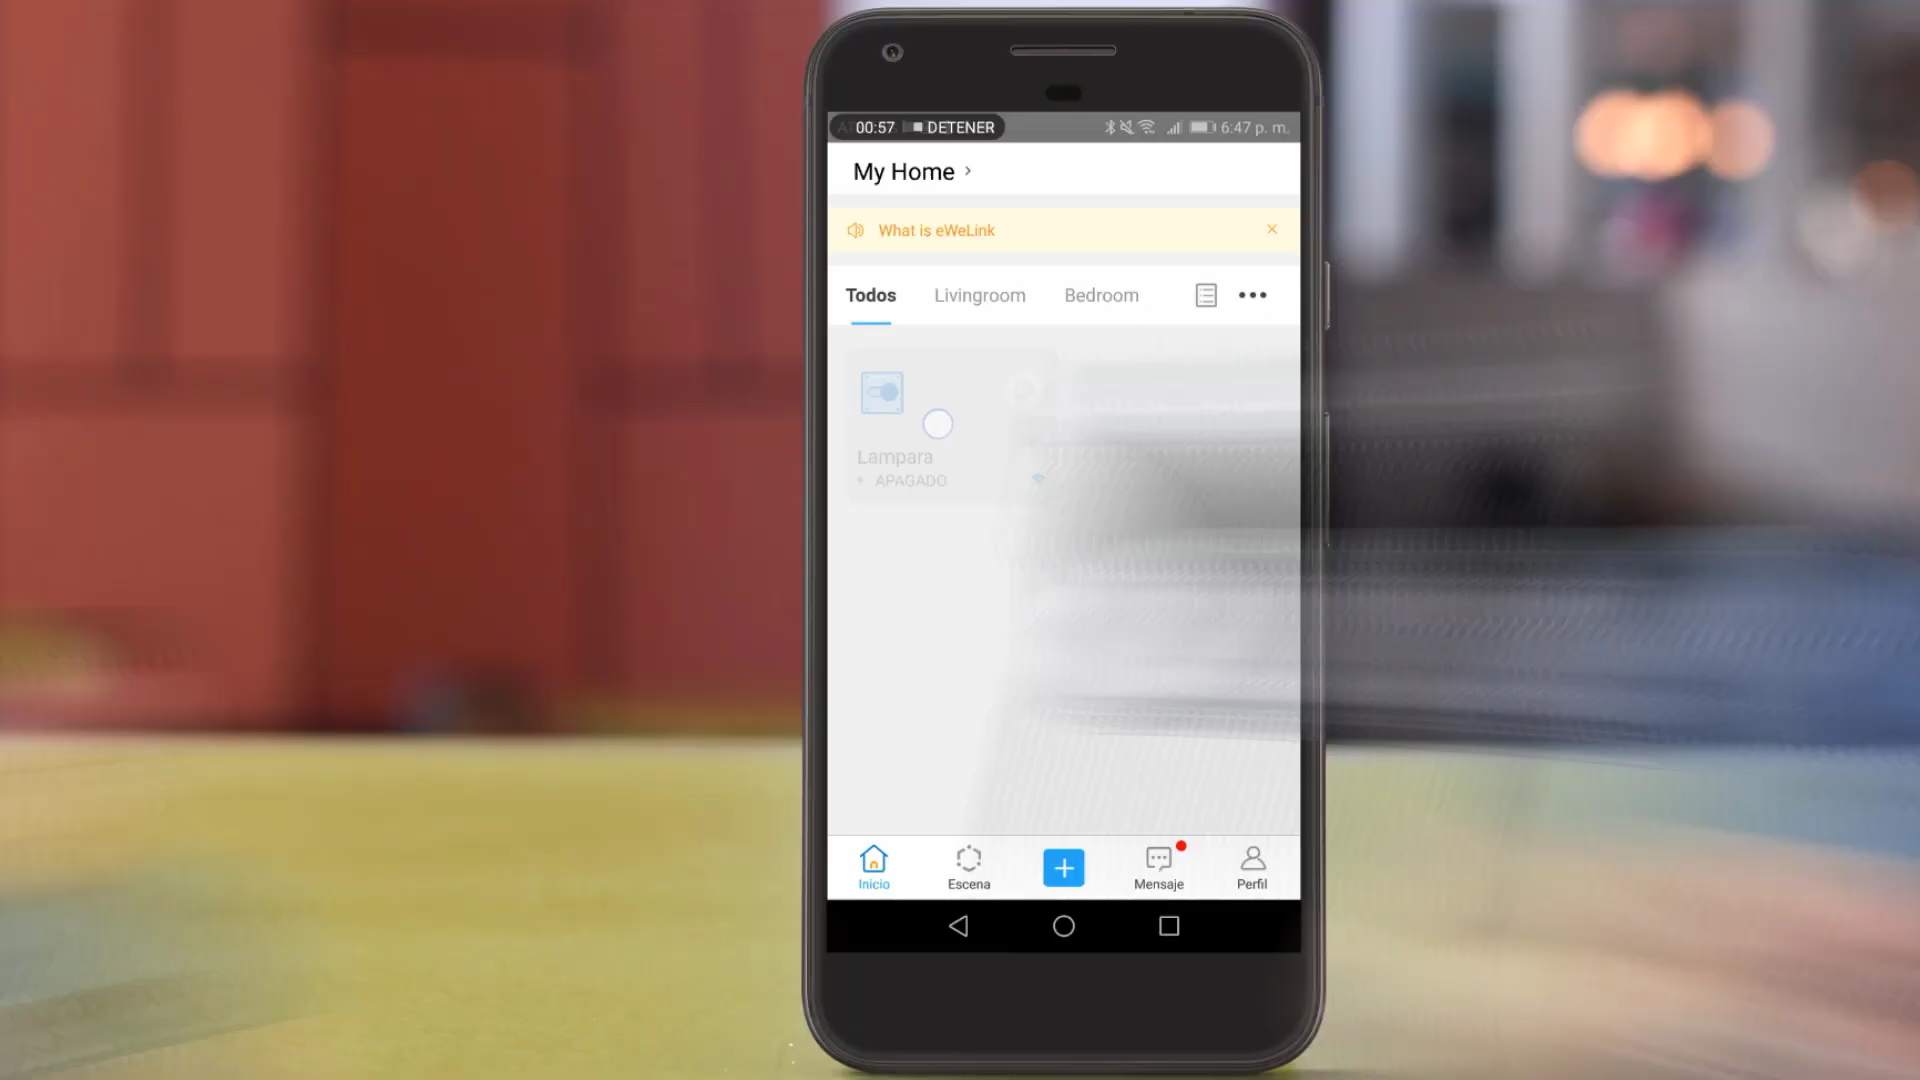 00:57 DETENER 6:47 p. m.
My Home
What is eWeLink
Todos Livingroom Bedroom
Lampara
APAGADO
Inicio Escena Mensaje Perfil